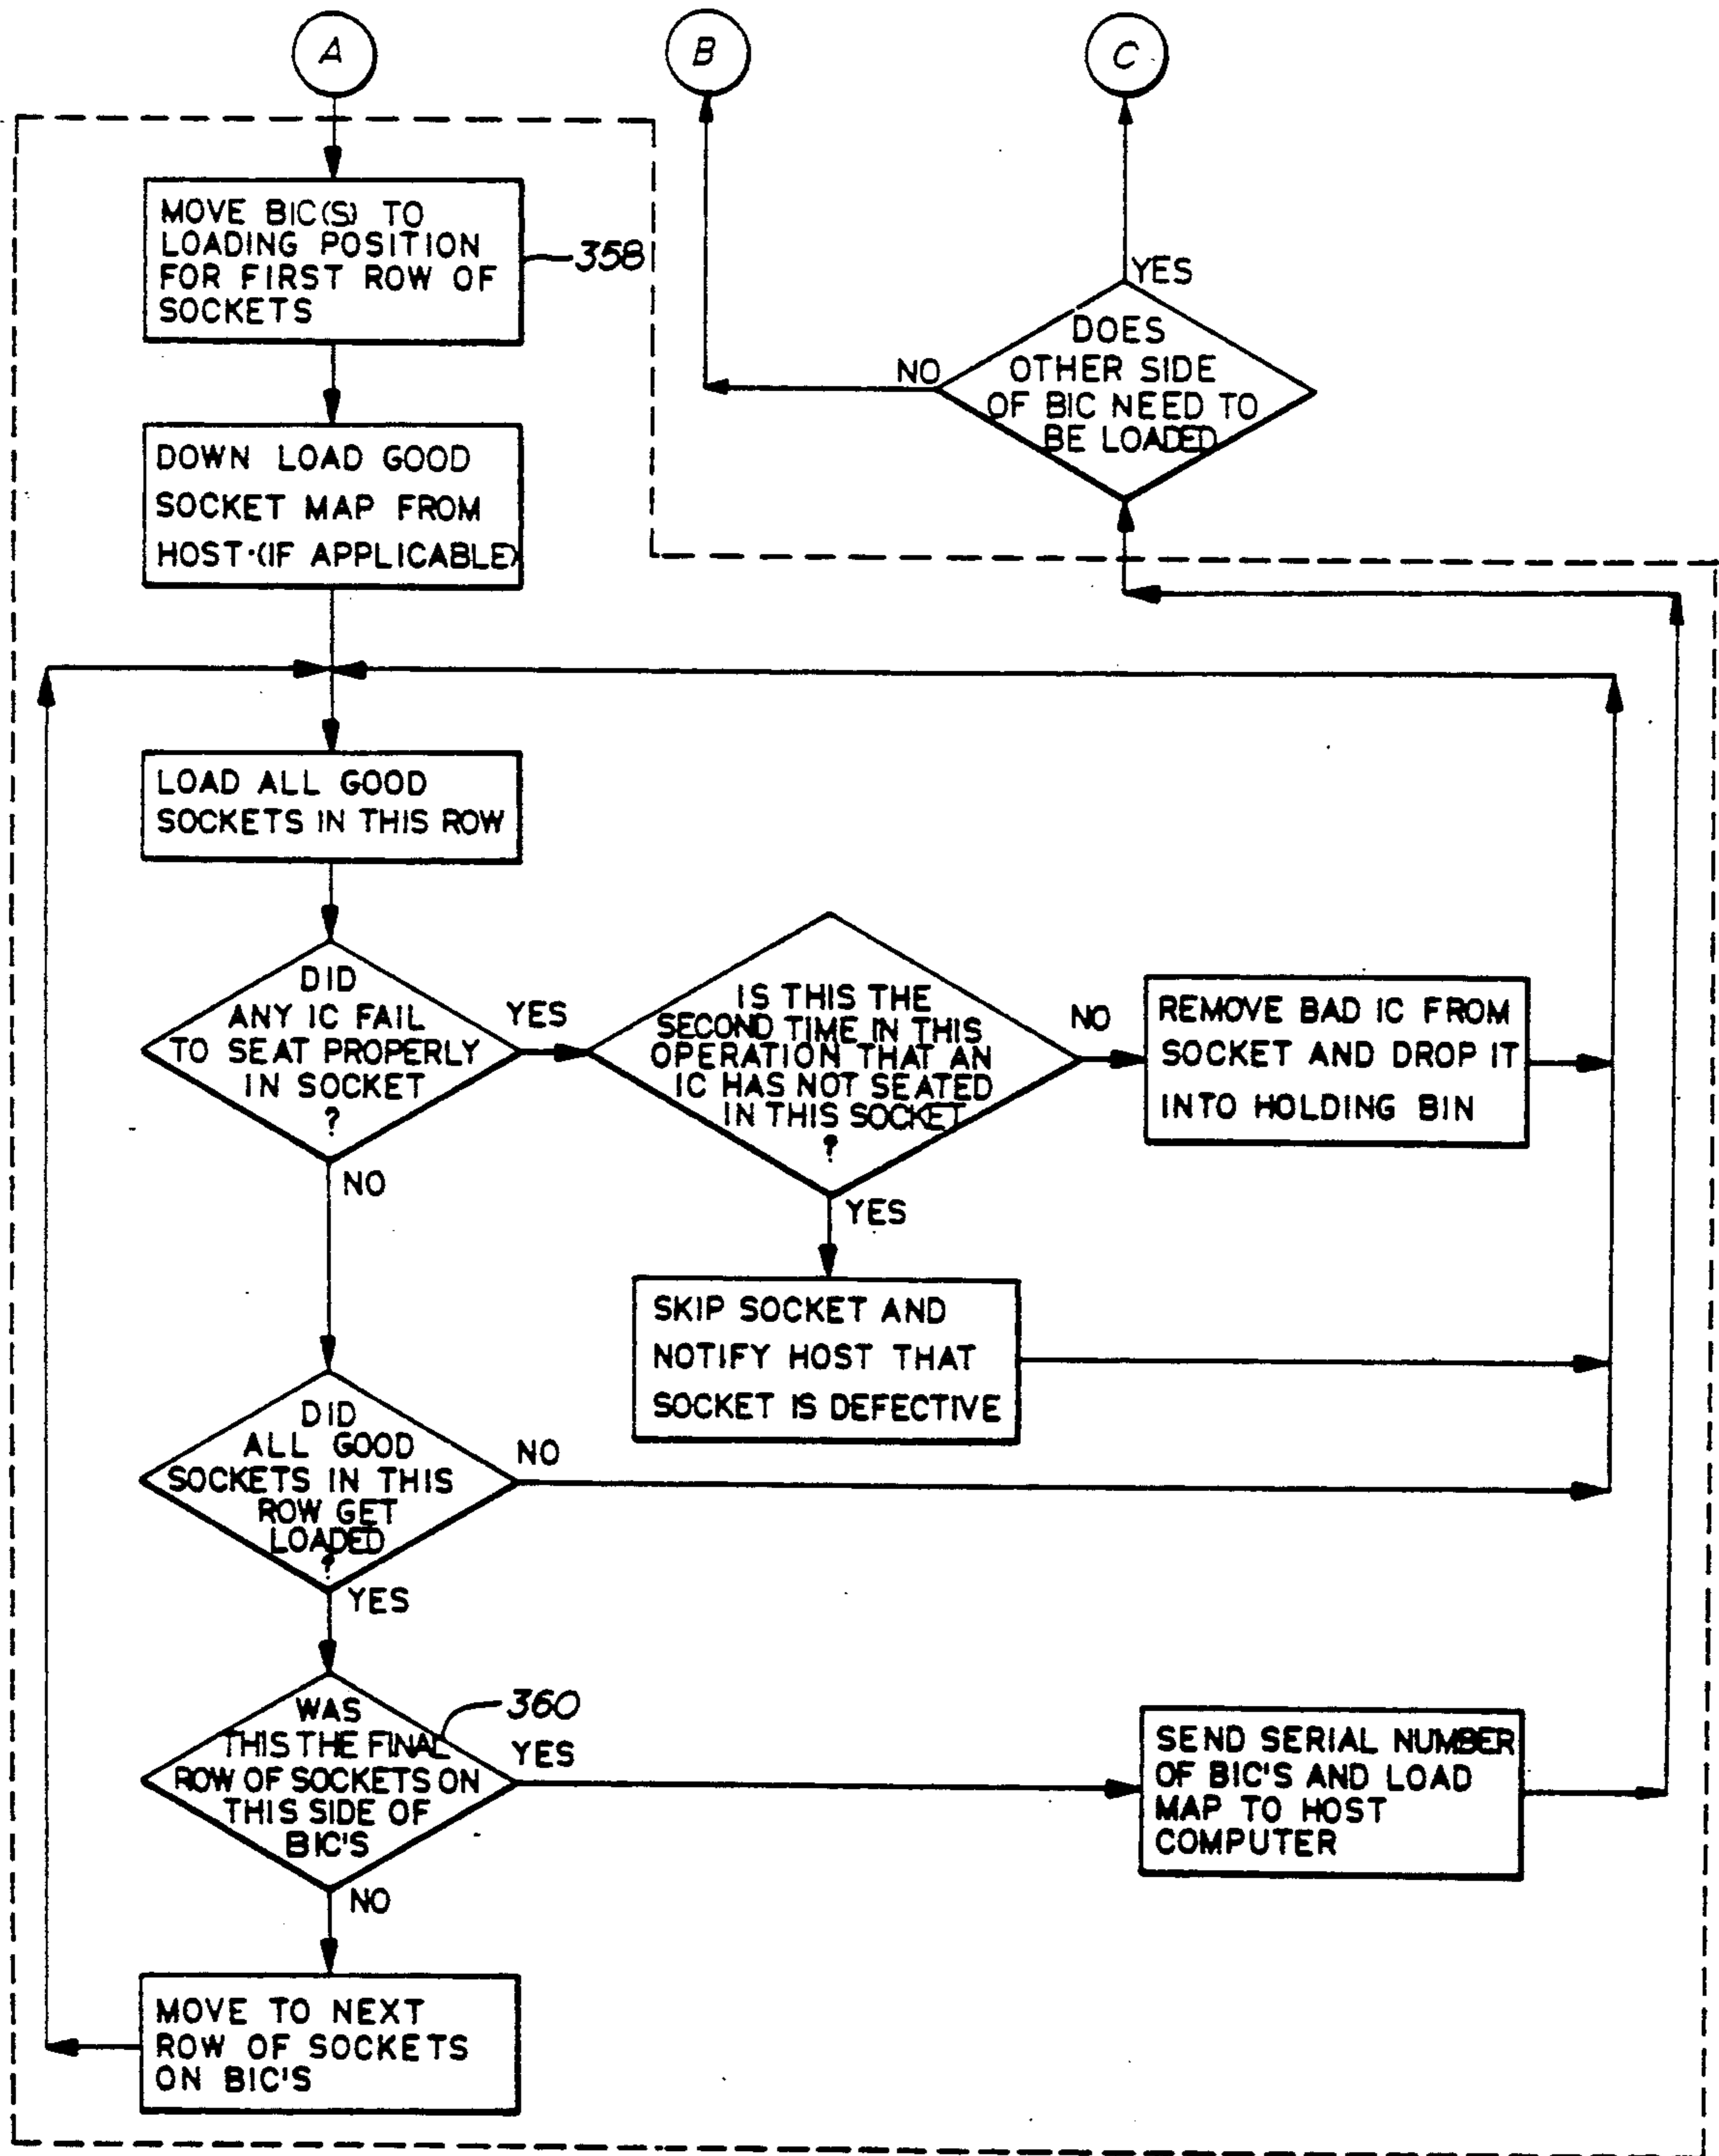 A
B
C
MOVE BIC(S) TO
LOADING POSITION
FOR FIRST ROW OF
SOCKETS
358
YES
DOES
OTHER SIDE
OF BIC NEED TO
BE LOADED
NO
DOWN LOAD GOOD
SOCKET MAP FROM
HOST·(IF APPLICABLE)
LOAD ALL GOOD
SOCKETS IN THIS ROW
DID
ANY IC FAIL
TO SEAT PROPERLY
IN SOCKET
?
YES
NO
IS THIS THE
SECOND TIME IN THIS
OPERATION THAT AN
IC HAS NOT SEATED
IN THIS SOCKET
?
NO
YES
REMOVE BAD IC FROM
SOCKET AND DROP IT
INTO HOLDING BIN
SKIP SOCKET AND
NOTIFY HOST THAT
SOCKET IS DEFECTIVE
DID
ALL GOOD
SOCKETS IN THIS
ROW GET
LOADED
?
NO
YES
WAS
THIS THE FINAL
ROW OF SOCKETS ON
THIS SIDE OF
BIC'S
360
YES
NO
SEND SERIAL NUMBER
OF BIC'S AND LOAD
MAP TO HOST
COMPUTER
MOVE TO NEXT
ROW OF SOCKETS
ON BIC'S